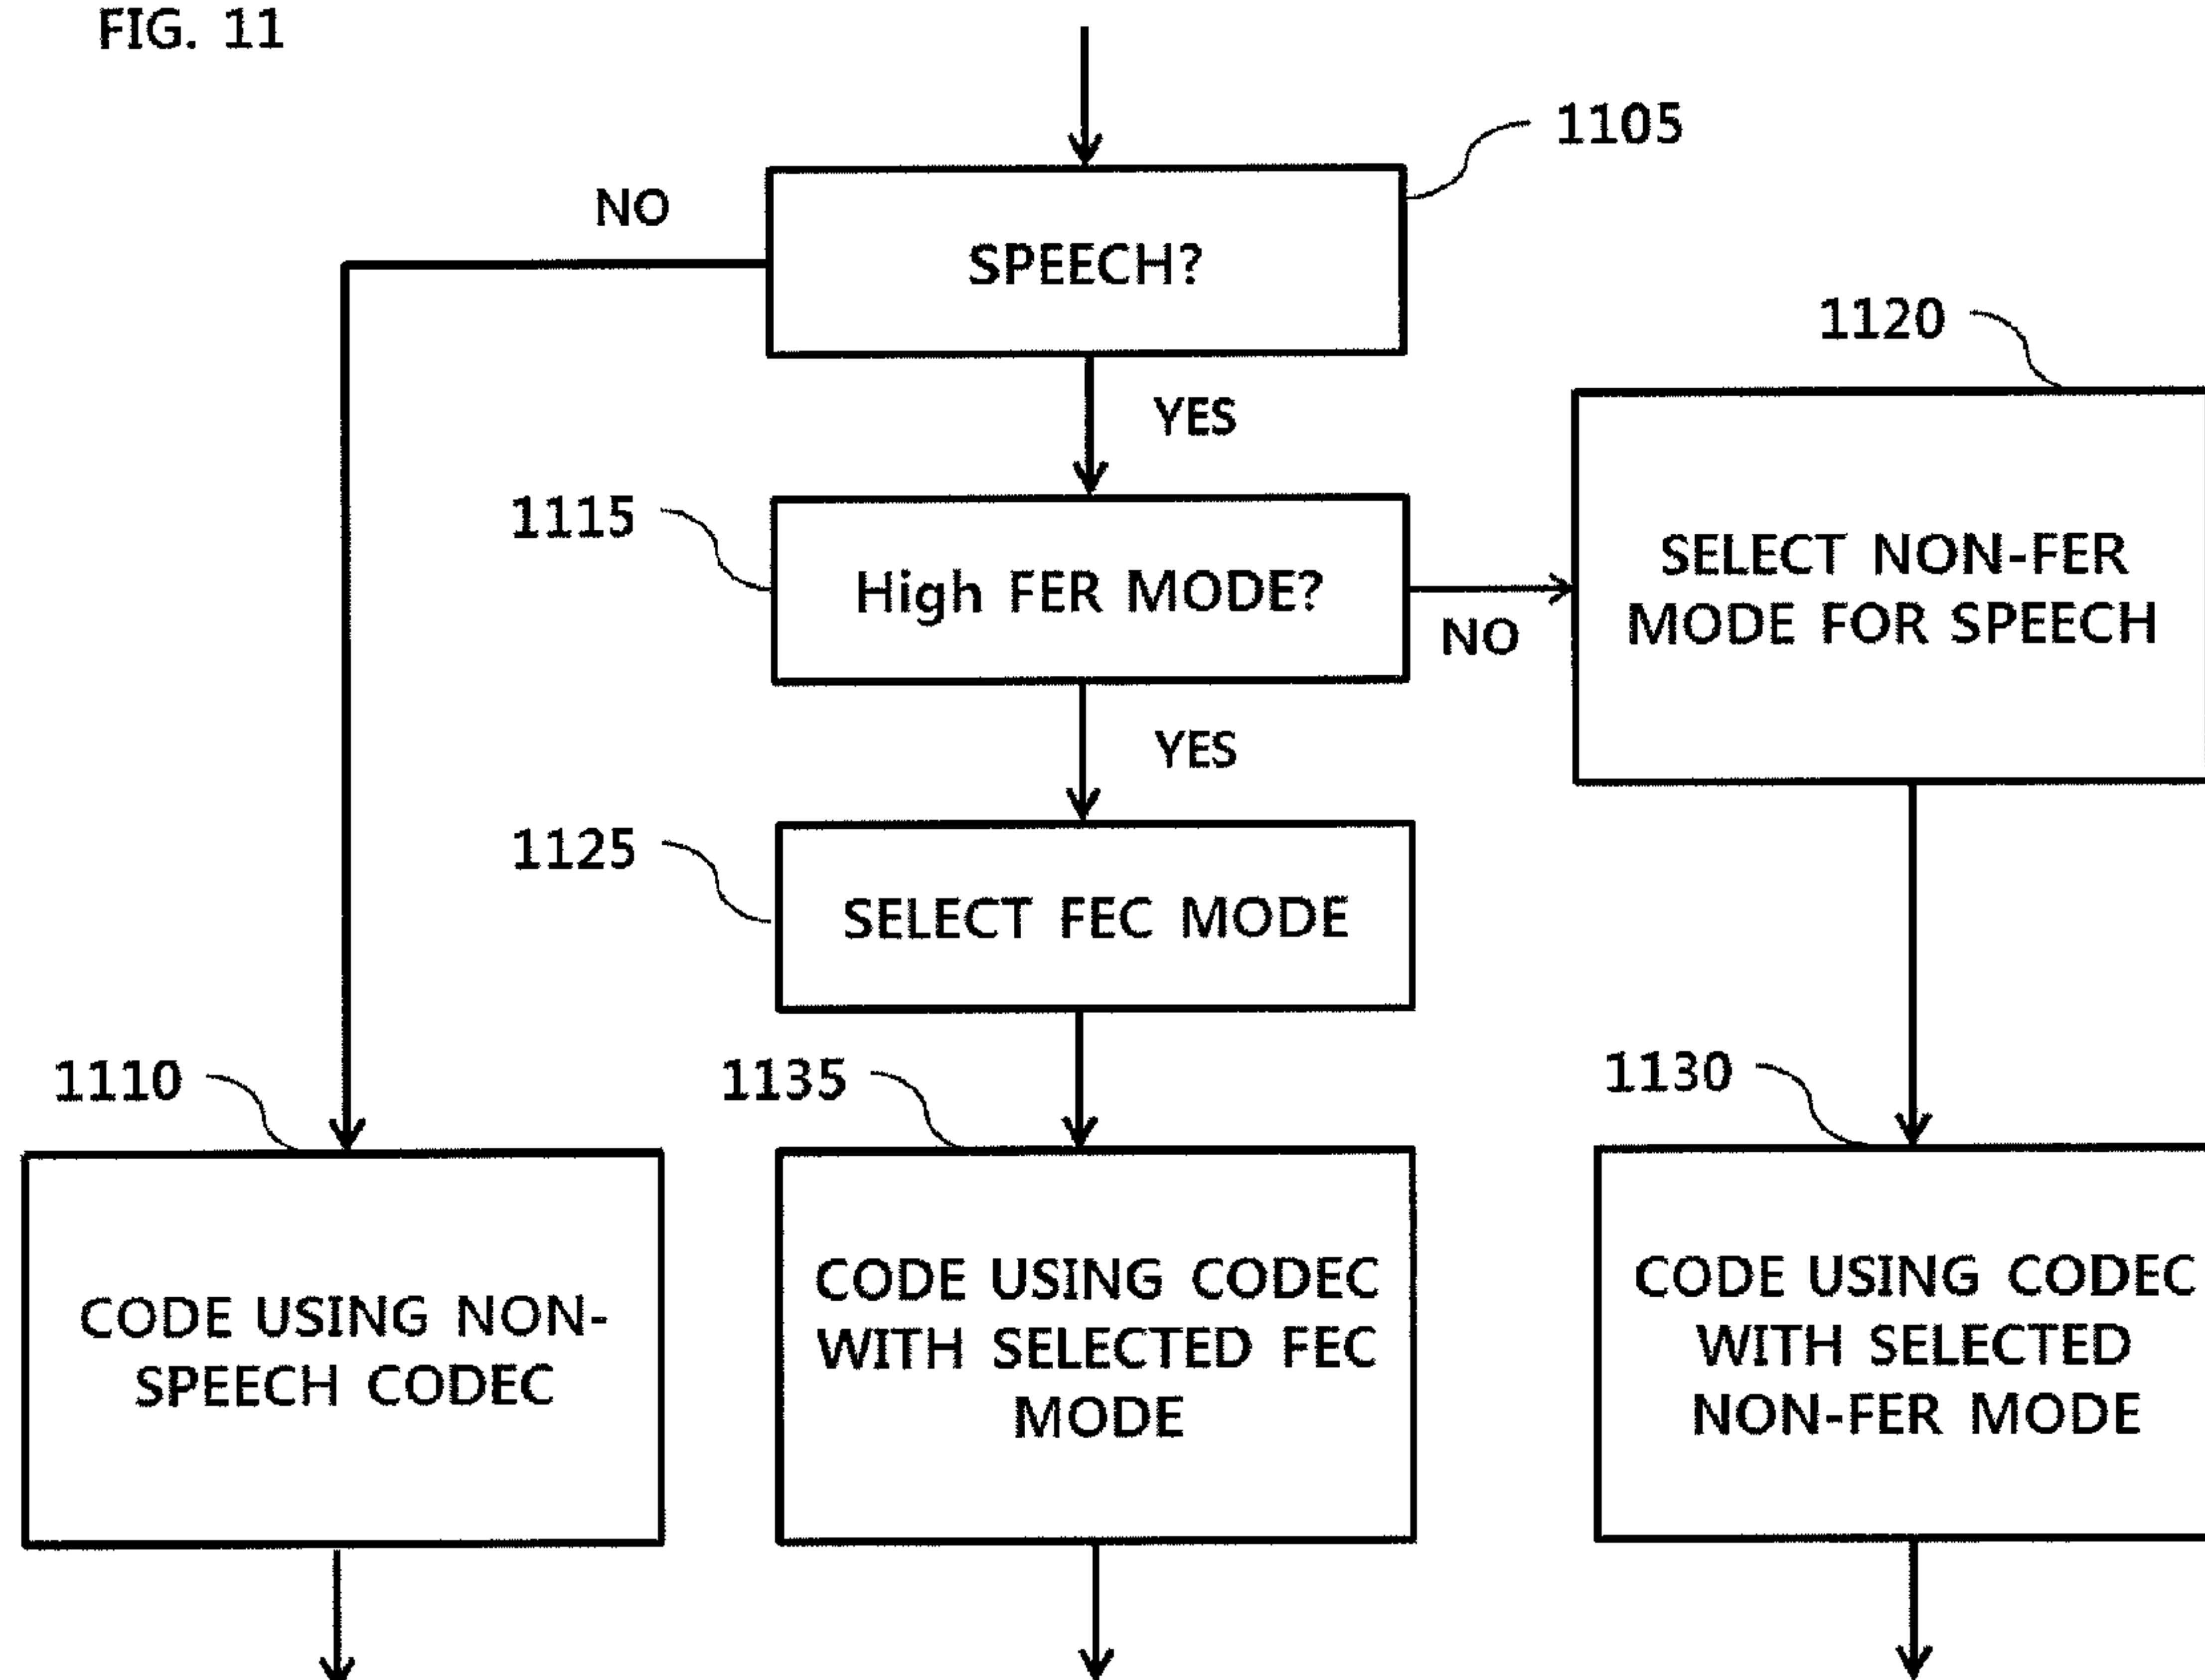 FIG. 11
1105
NO
SPEECH?
1120
YES
1115
High FER MODE?
NO
SELECT NON-FER
MODE FOR SPEECH
YES
1125
SELECT FEC MODE
1110
1135
1130
CODE USING NON-
SPEECH CODEC
CODE USING CODEC
WITH SELECTED FEC
MODE
CODE USING CODEC
WITH SELECTED
NON-FER MODE